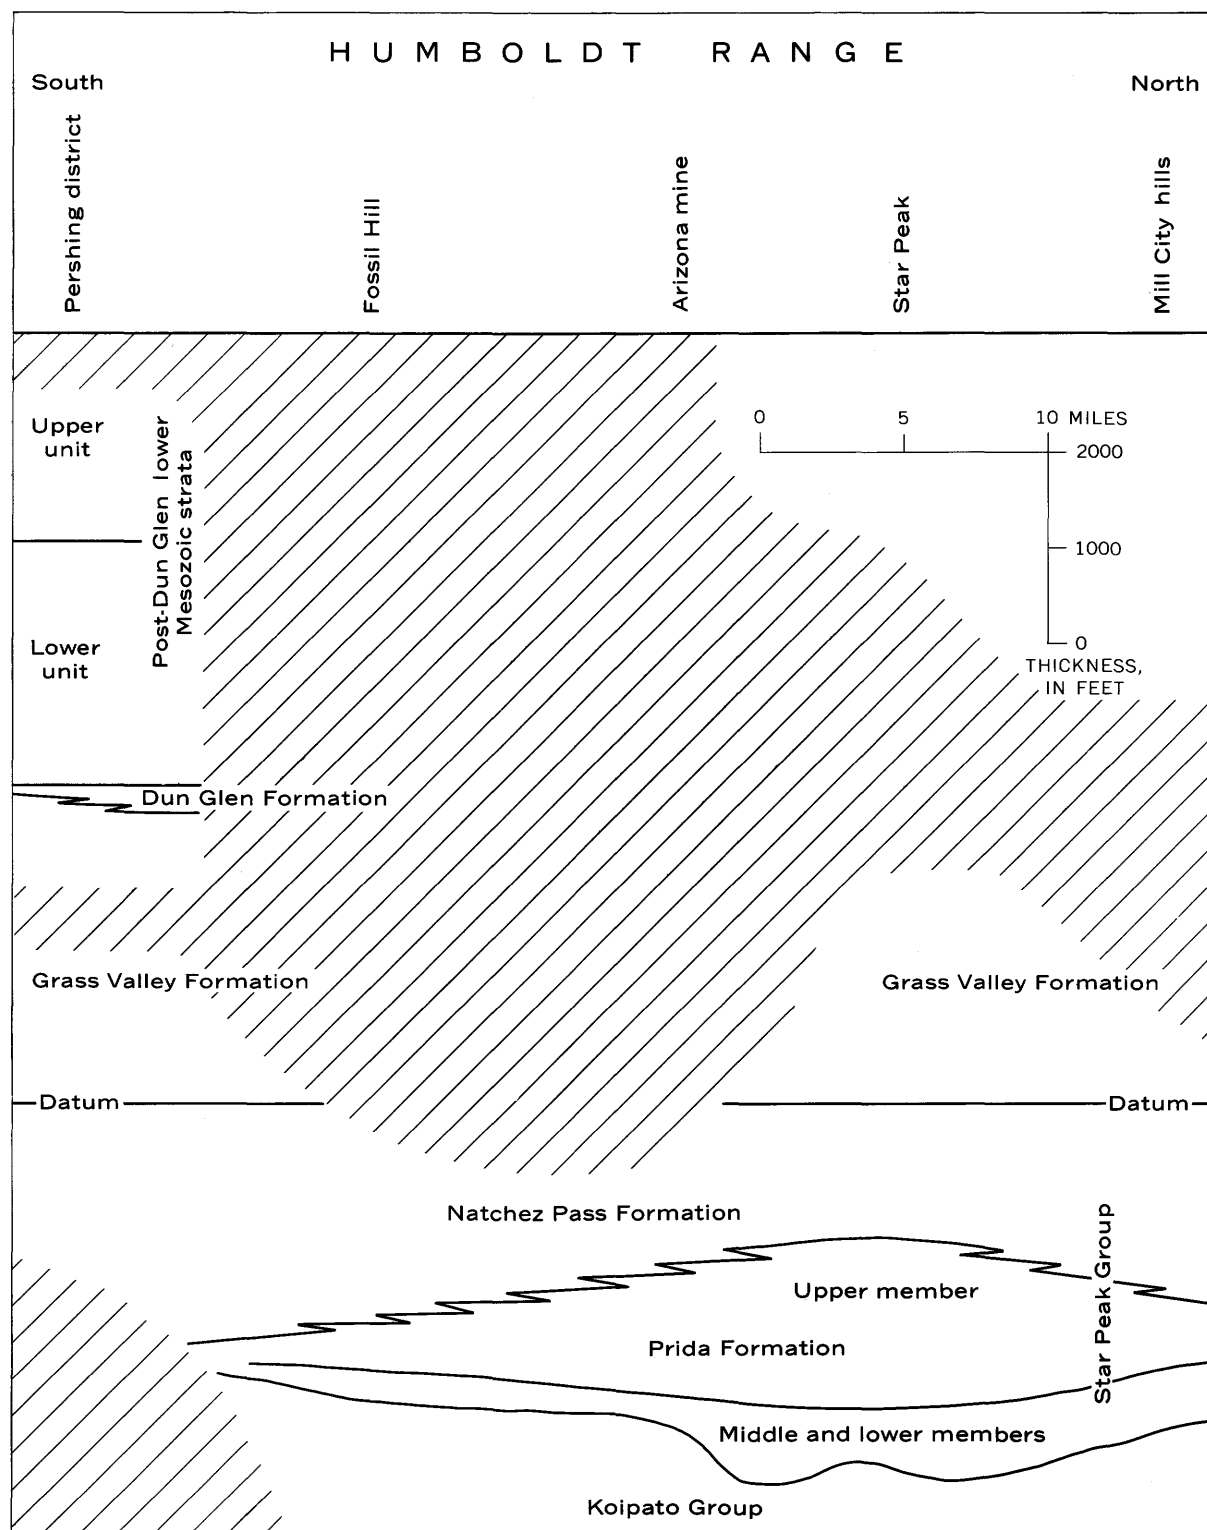 HUMBOLDT RANGE
South
North
Pershing district
Fossil Hill
Arizona mine
Star Peak
Mill City hills
Upper
unit
Post-Dun Glen lower
Mesozoic strata
0 5 10 MILES
2000
1000
0
THICKNESS,
IN FEET
Lower
unit
Dun Glen Formation
Grass Valley Formation
Grass Valley Formation
Datum
Datum
Natchez Pass Formation
Star Peak Group
Upper member
Prida Formation
Middle and lower members
Koipato Group